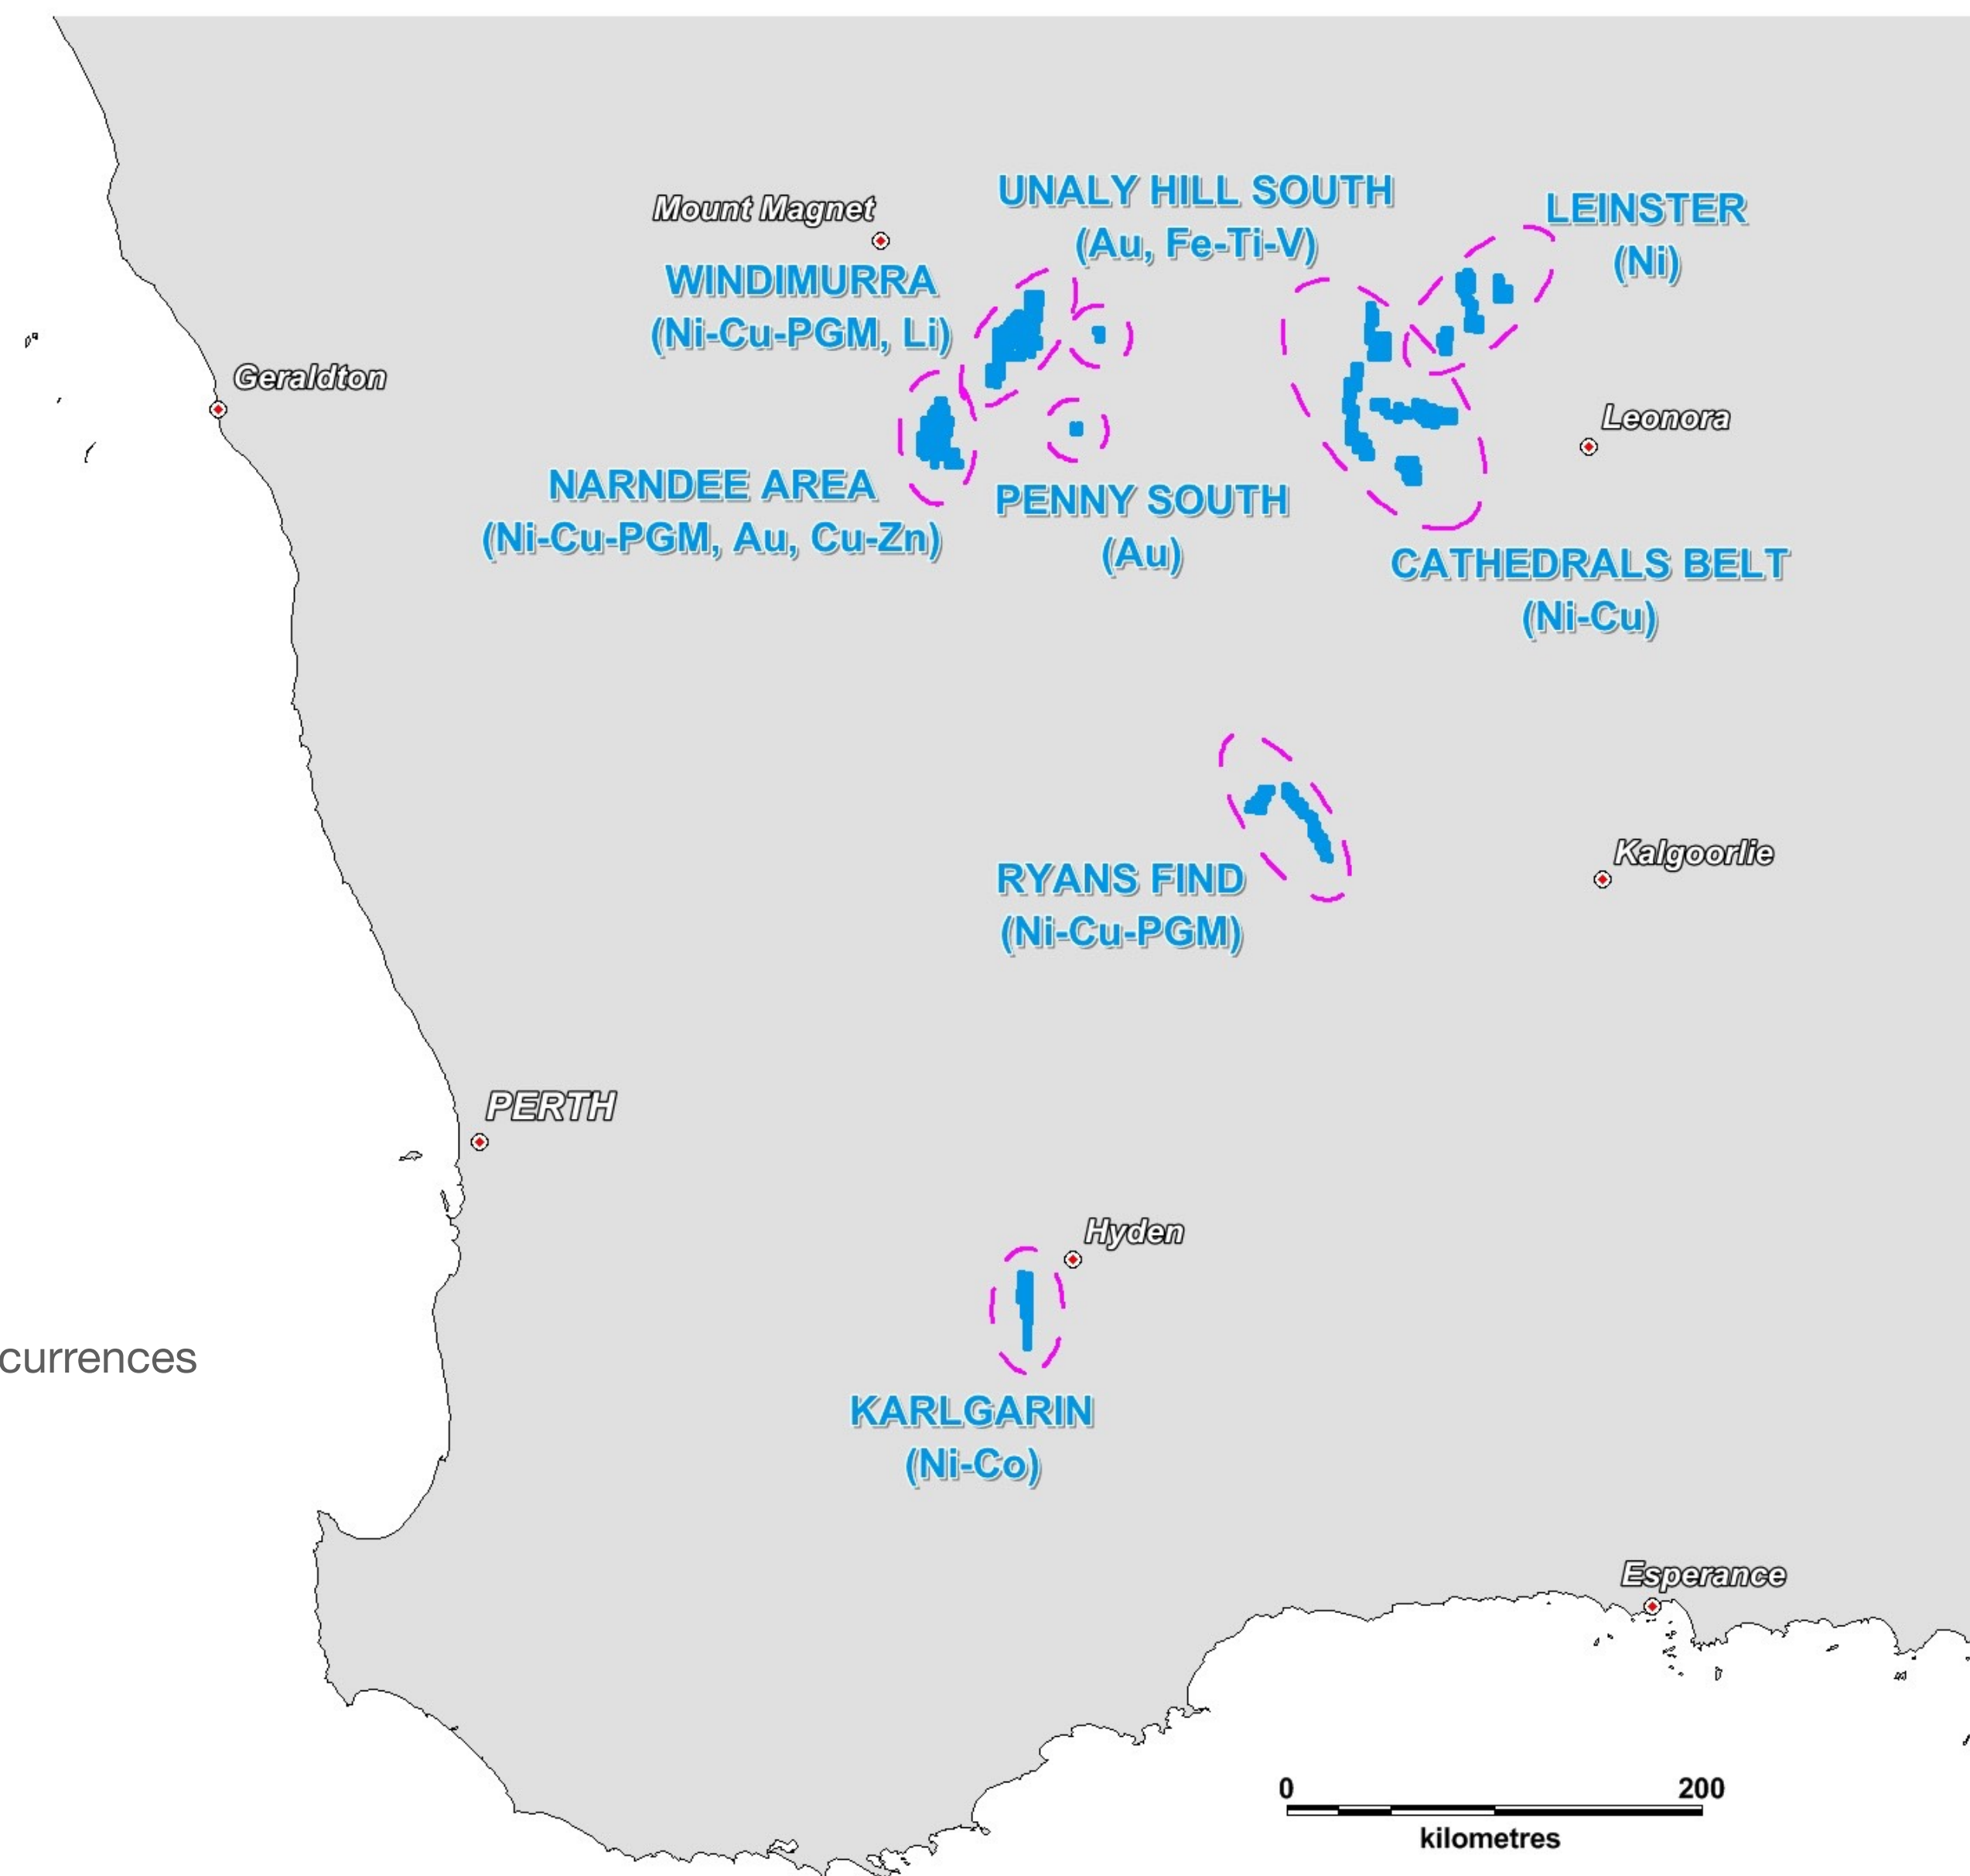 UNALY HILL SOUTH
(Au, Fe-Ti-V)
LEINSTER
(Ni)
Mount Magnet
WINDIMURRA
(Ni-Cu-PGM, Li)
Geraldton
Leonora
NARNDEE AREA
(Ni-Cu-PGM, Au, Cu-Zn)
PENNY SOUTH
(Au)
CATHEDRALS BELT
(Ni-Cu)
RYANS FIND
(Ni-Cu-PGM)
Kalgoorlie
PERTH
Hyden
currences
KARLGARIN
(Ni-Co)
Esperance
0 200
kilometres